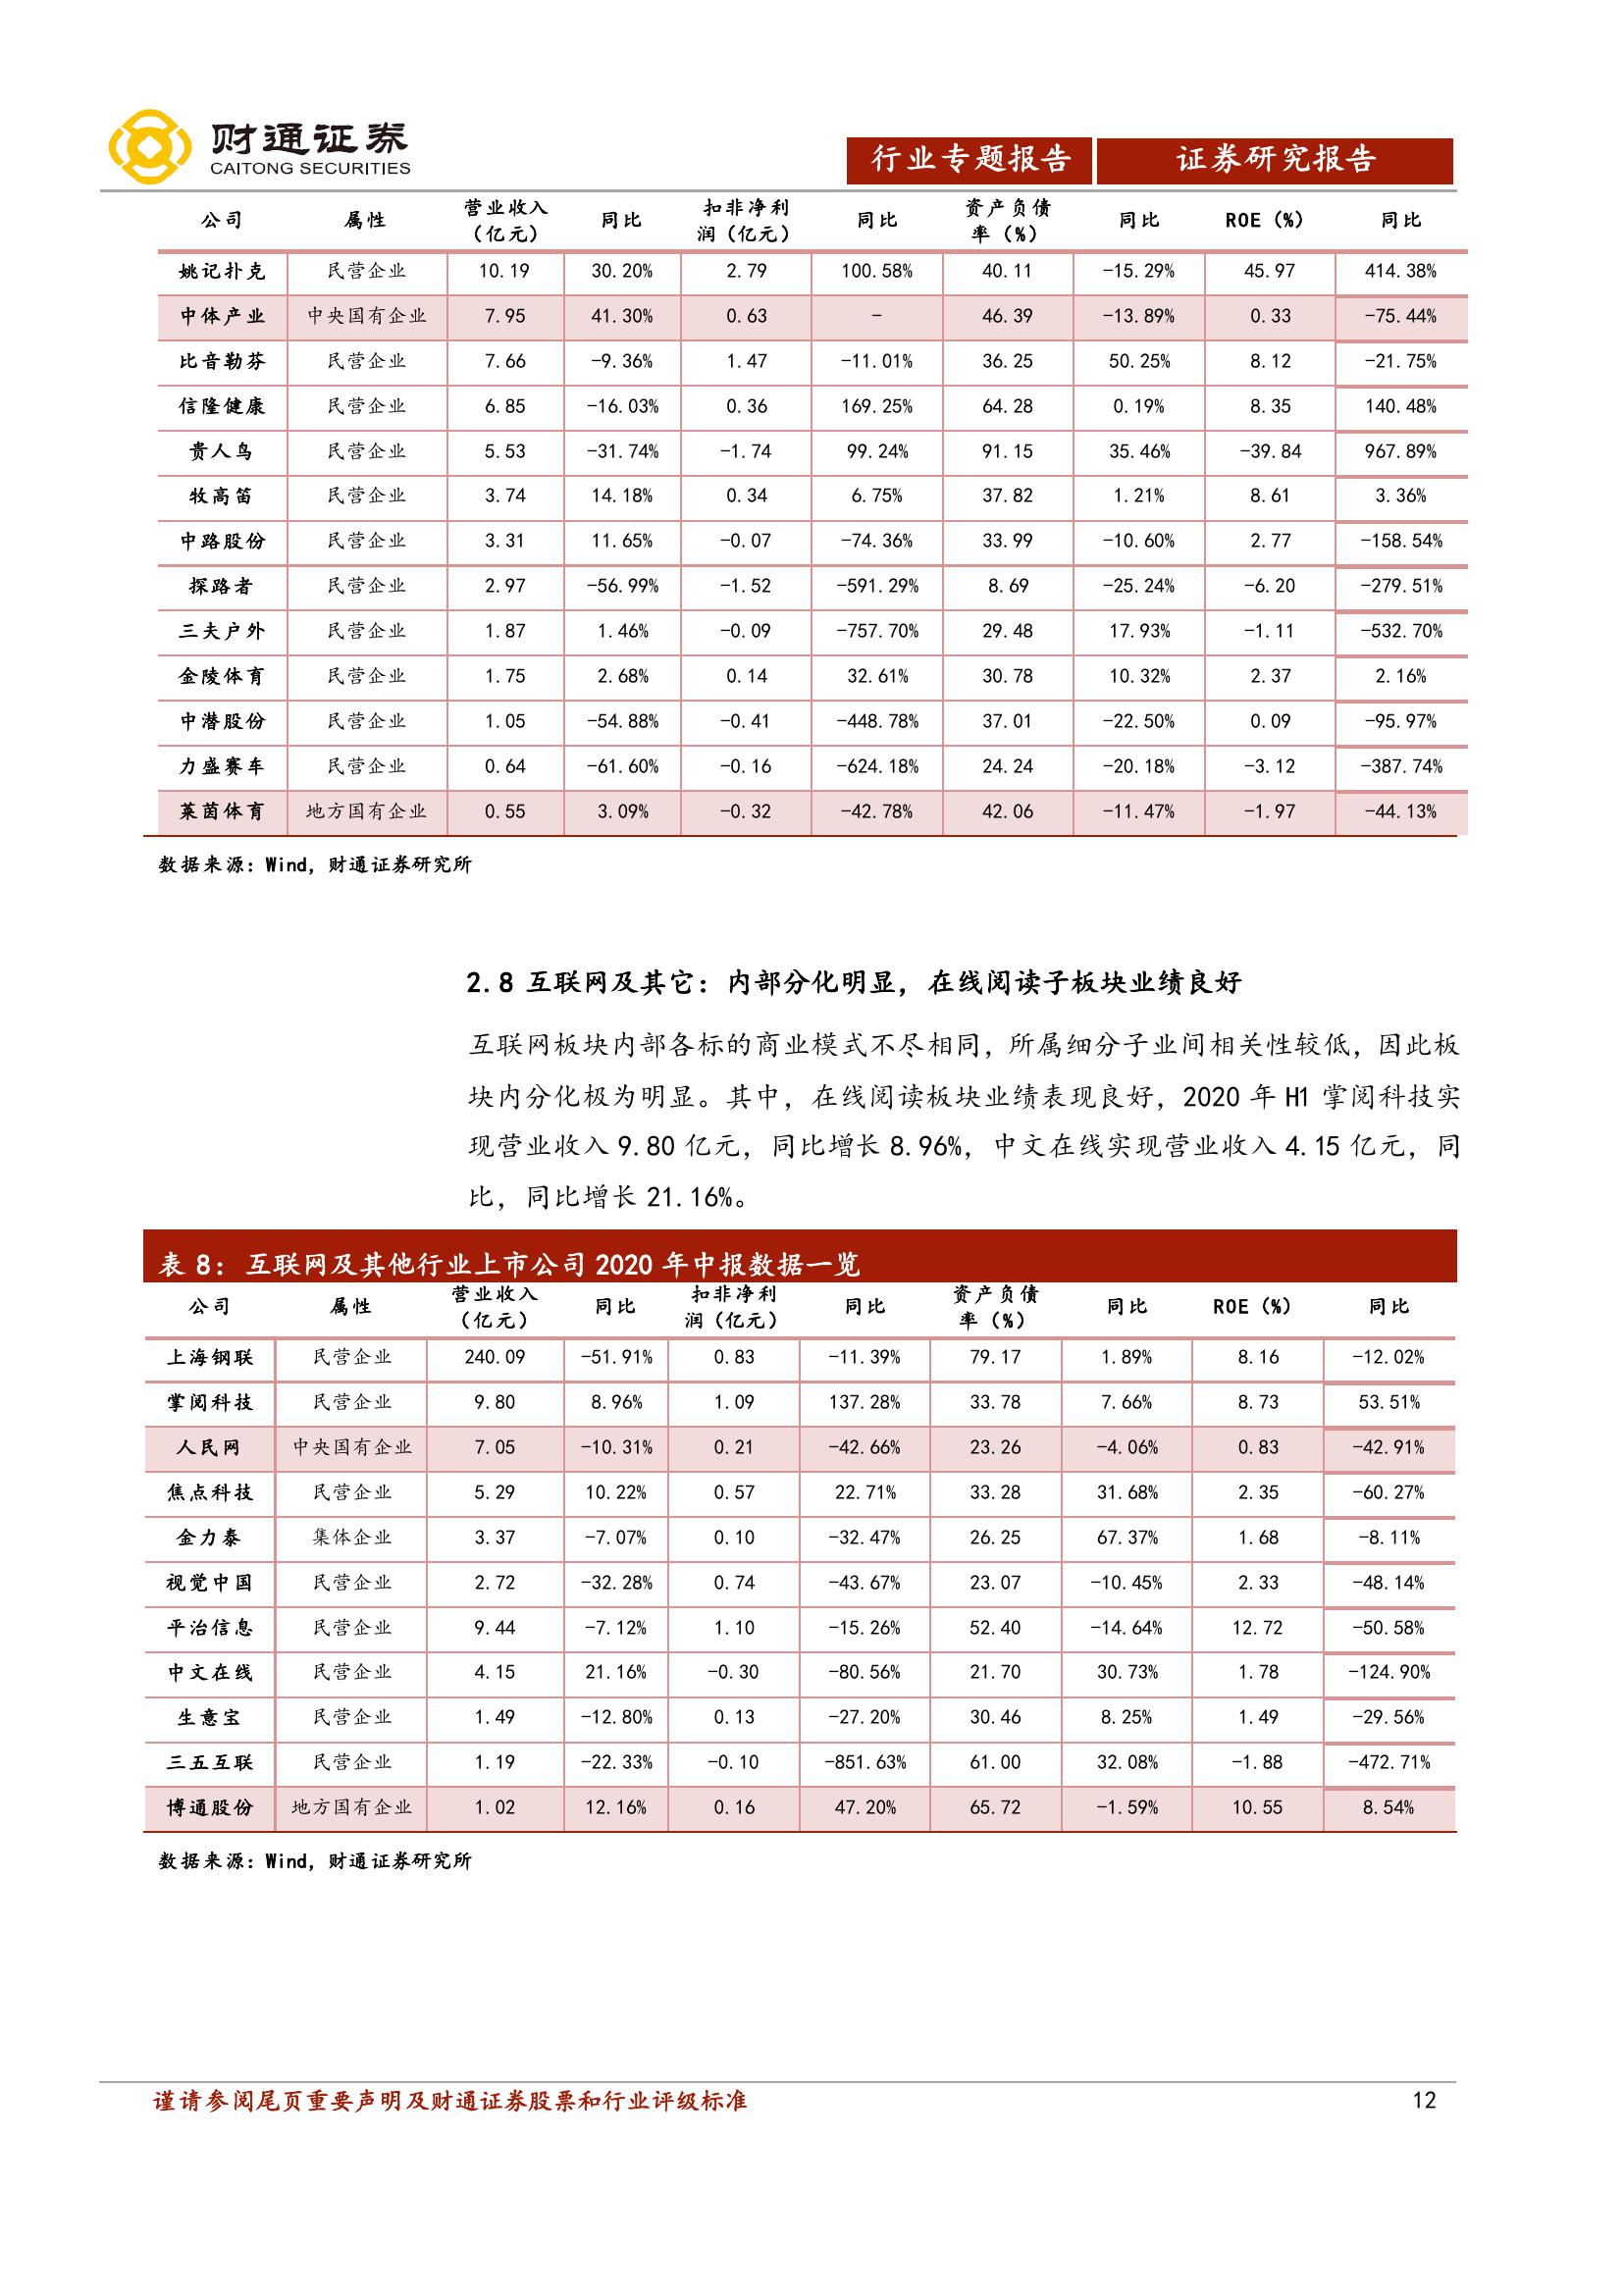 财通证券
CAITONG SECURITIES
行业专题报告 证券研究报告
公司 属性 营业收入（亿元） 同比 扣非净利润（亿元） 同比 资产负债率（%） 同比 ROE（%） 同比
姚记扑克 民营企业 10.19 30.20% 2.79 100.58% 40.11 -15.29% 45.97 414.38%
中体产业 中央国有企业 7.95 41.30% 0.63 - 46.39 -13.89% 0.33 -75.44%
比音勒芬 民营企业 7.66 -9.36% 1.47 -11.01% 36.25 50.25% 8.12 -21.75%
信隆健康 民营企业 6.85 -16.03% 0.36 169.25% 64.28 0.19% 8.35 140.48%
贵人鸟 民营企业 5.53 -31.74% -1.74 99.24% 91.15 35.46% -39.84 967.89%
牧高笛 民营企业 3.74 14.18% 0.34 6.75% 37.82 1.21% 8.61 3.36%
中路股份 民营企业 3.31 11.65% -0.07 -74.36% 33.99 -10.60% 2.77 -158.54%
探路者 民营企业 2.97 -56.99% -1.52 -591.29% 8.69 -25.24% -6.20 -279.51%
三夫户外 民营企业 1.87 1.46% -0.09 -757.70% 29.48 17.93% -1.11 -532.70%
金陵体育 民营企业 1.75 2.68% 0.14 32.61% 30.78 10.32% 2.37 2.16%
中潜股份 民营企业 1.05 -54.88% -0.41 -448.78% 37.01 -22.50% 0.09 -95.97%
力盛赛车 民营企业 0.64 -61.60% -0.16 -624.18% 24.24 -20.18% -3.12 -387.74%
莱茵体育 地方国有企业 0.55 3.09% -0.32 -42.78% 42.06 -11.47% -1.97 -44.13%
数据来源：Wind，财通证券研究所
2.8 互联网及其它：内部分化明显，在线阅读子板块业绩良好
互联网板块内部各标的商业模式不尽相同，所属细分子业间相关性较低，因此板
块内分化极为明显。其中，在线阅读板块业绩表现良好，2020 年 H1 掌阅科技实
现营业收入 9.80 亿元，同比增长 8.96%，中文在线实现营业收入 4.15 亿元，同
比，同比增长 21.16%。
表 8：互联网及其他行业上市公司 2020 年中报数据一览
公司 属性 营业收入（亿元） 同比 扣非净利润（亿元） 同比 资产负债率（%） 同比 ROE（%） 同比
上海钢联 民营企业 240.09 -51.91% 0.83 -11.39% 79.17 1.89% 8.16 -12.02%
掌阅科技 民营企业 9.80 8.96% 1.09 137.28% 33.78 7.66% 8.73 53.51%
人民网 中央国有企业 7.05 -10.31% 0.21 -42.66% 23.26 -4.06% 0.83 -42.91%
焦点科技 民营企业 5.29 10.22% 0.57 22.71% 33.28 31.68% 2.35 -60.27%
金力泰 集体企业 3.37 -7.07% 0.10 -32.47% 26.25 67.37% 1.68 -8.11%
视觉中国 民营企业 2.72 -32.28% 0.74 -43.67% 23.07 -10.45% 2.33 -48.14%
平治信息 民营企业 9.44 -7.12% 1.10 -15.26% 52.40 -14.64% 12.72 -50.58%
中文在线 民营企业 4.15 21.16% -0.30 -80.56% 21.70 30.73% 1.78 -124.90%
生意宝 民营企业 1.49 -12.80% 0.13 -27.20% 30.46 8.25% 1.49 -29.56%
三五互联 民营企业 1.19 -22.33% -0.10 -851.63% 61.00 32.08% -1.88 -472.71%
博通股份 地方国有企业 1.02 12.16% 0.16 47.20% 65.72 -1.59% 10.55 8.54%
数据来源：Wind，财通证券研究所
谨请参阅尾页重要声明及财通证券股票和行业评级标准 12